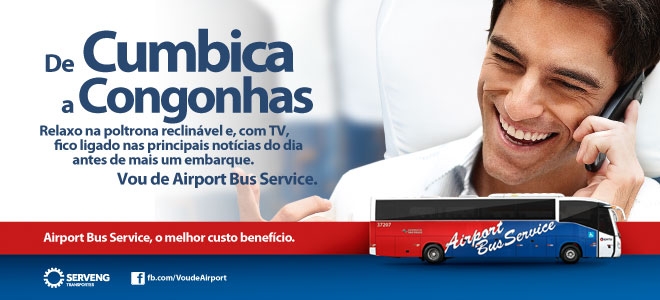 De Cumbica
a Congonhas
Relaxo na poltrona reclinável e, com TV,
fico ligado nas principais notícias do dia
antes de mais um embarque.
Vou de Airport Bus Service.
37207
Airport
Bus Service
Airport Bus Service, o melhor custo benefício.
SERVENG
TRANSPORTES
f fb.com/VoudeAirport